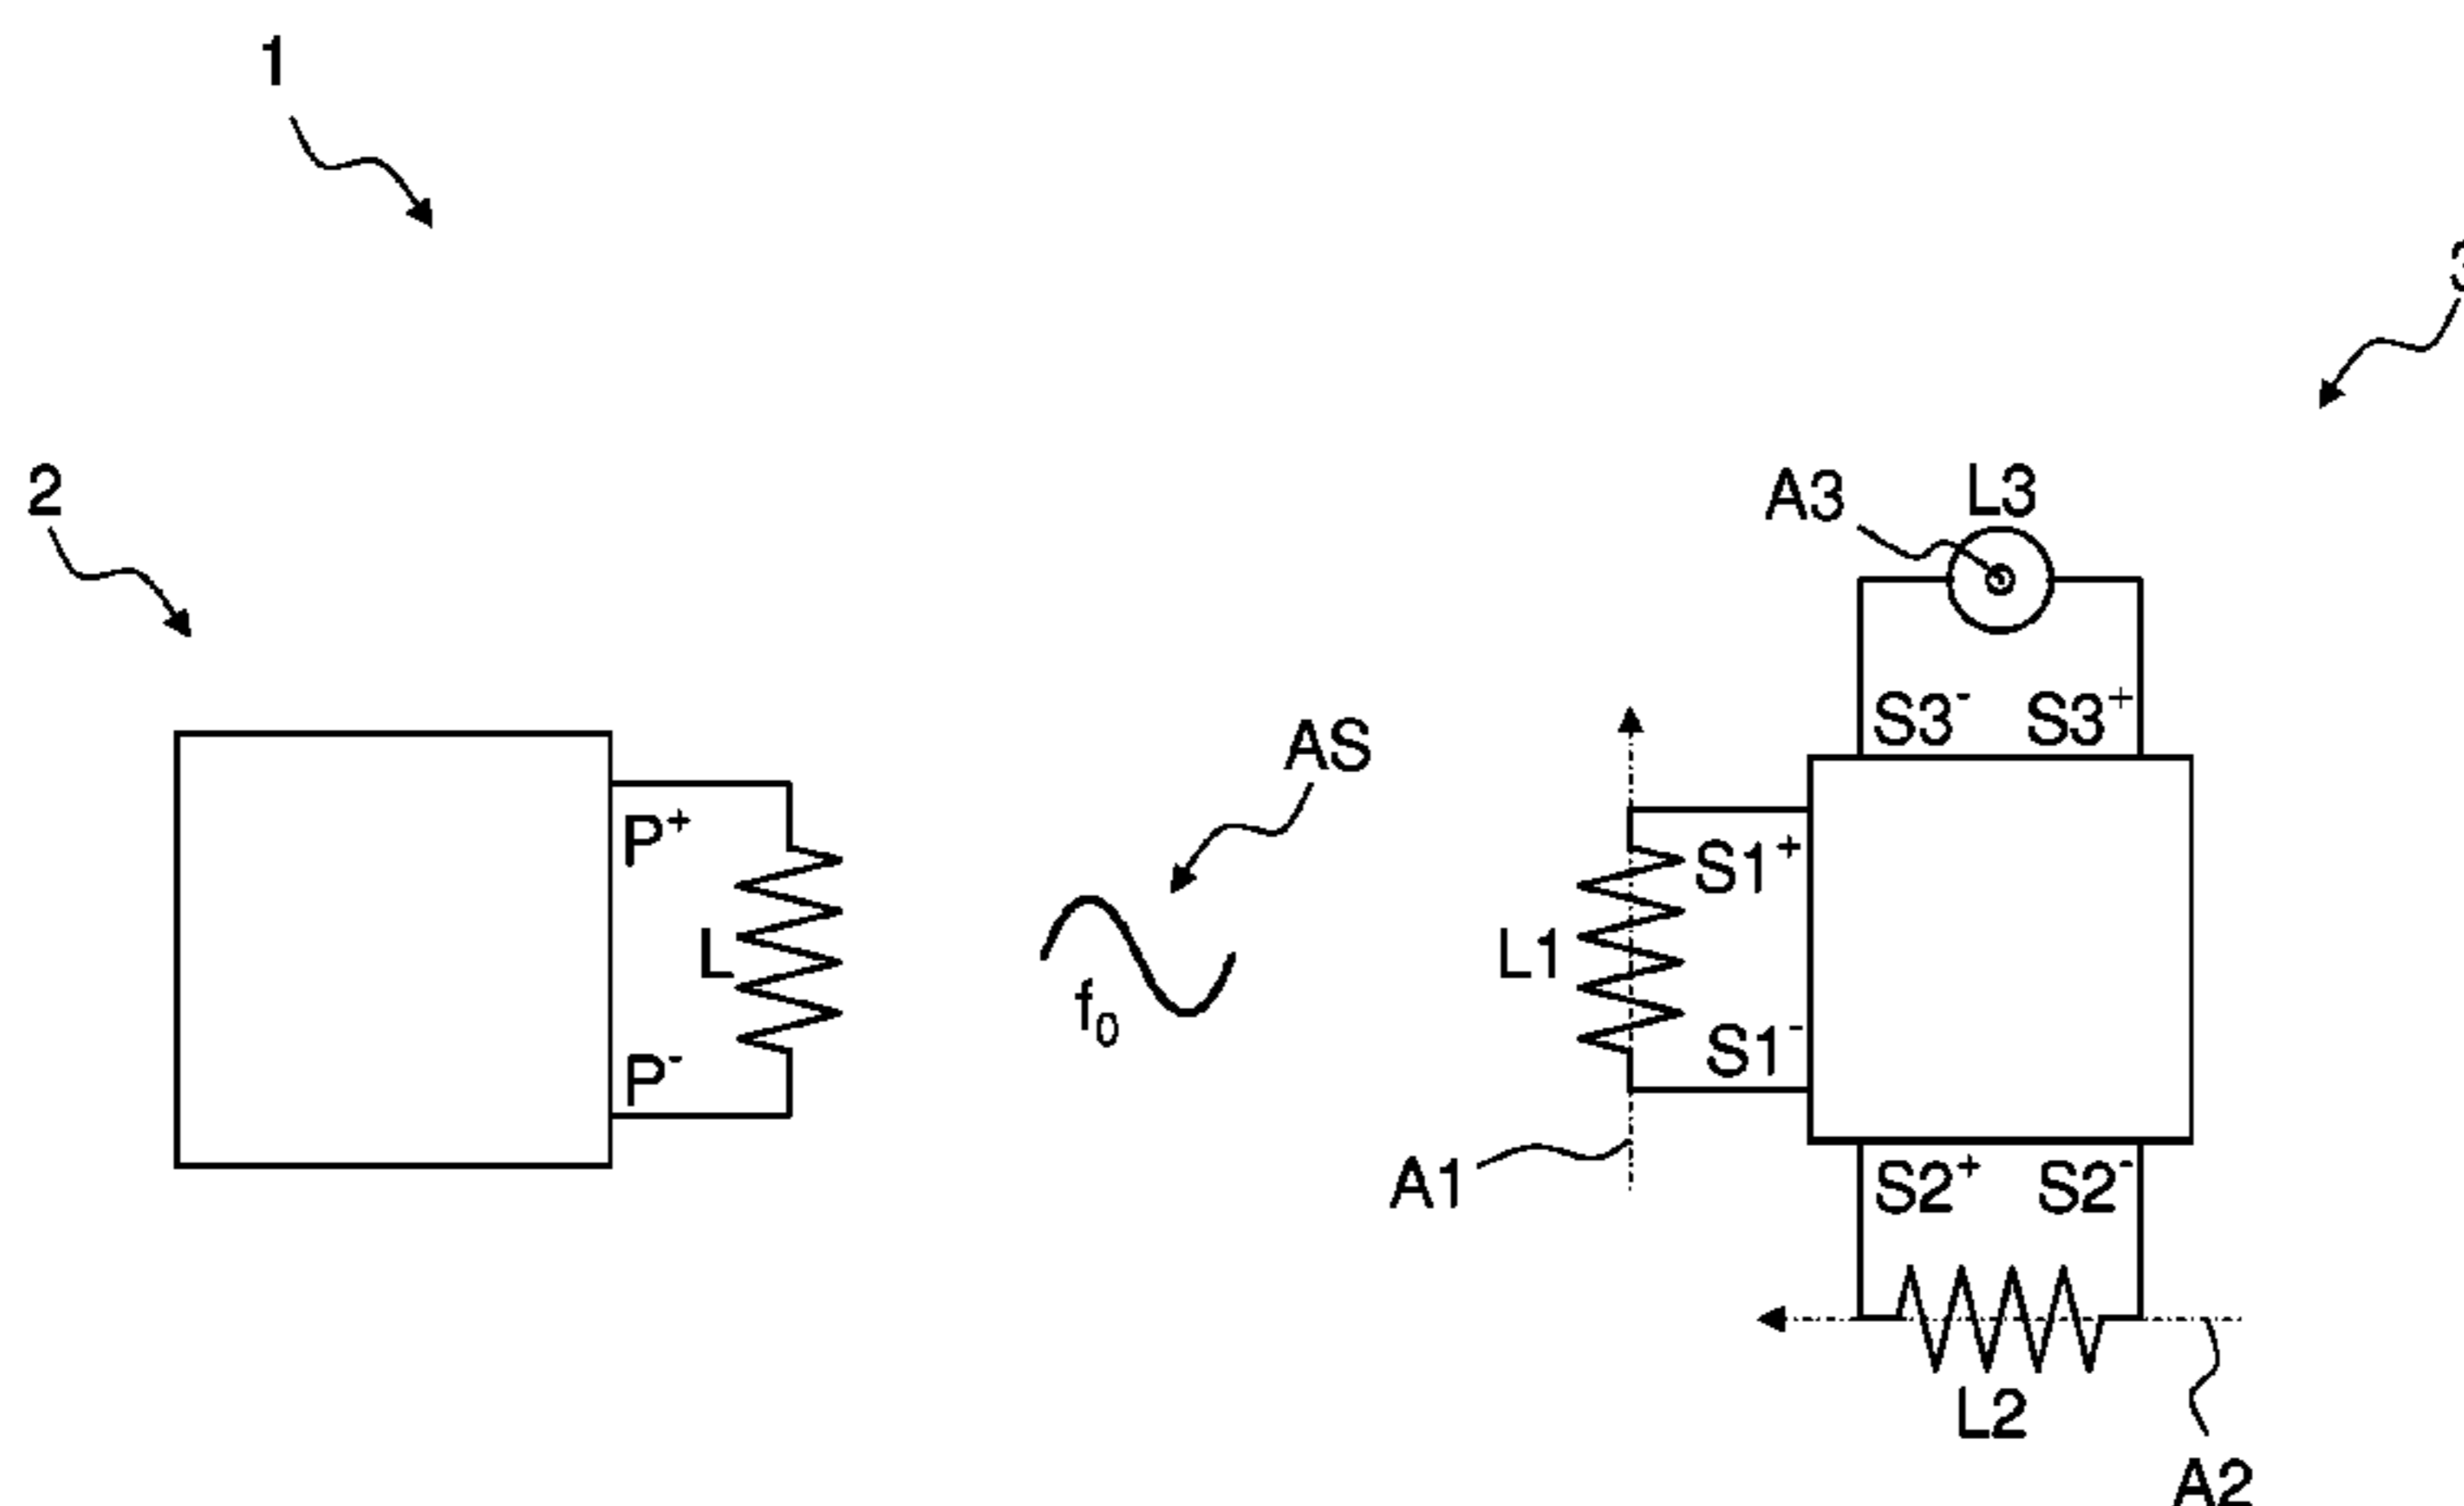 1
3
2
A3
L3
S3⁻
S3⁺
AS
P⁺
S1⁺
L
L1
f₀
S1⁻
P⁻
A1
S2⁺
S2⁻
L2
A2